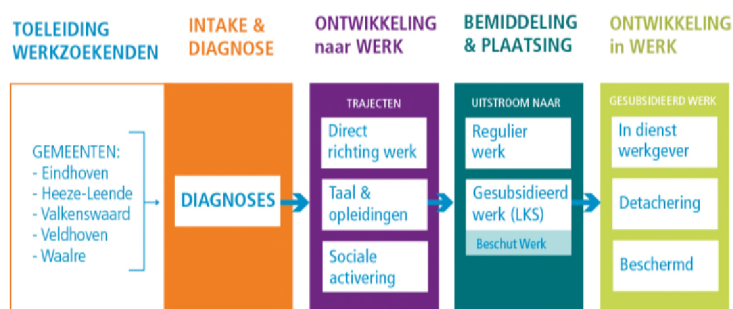 TOELEIDING
WERKZOEKENDEN
INTAKE &
DIAGNOSE
ONTWIKKELING
naar WERK
BEMIDDELING
& PLAATSING
ONTWIKKELING
in WERK
GEMEENTEN:
- Eindhoven
- Heeze-Leende
- Valkenswaard
- Veldhoven
- Waalre
DIAGNOSES
TRAJECTEN
Direct
richting werk
Taal &
opleidingen
Sociale
activering
UITSTROOM NAAR
Regulier
werk
Gesubsidieerd
werk (LKS)
Beschut Werk
GESUBSIDIEERD WERK
In dienst
werkgever
Detachering
Beschermd